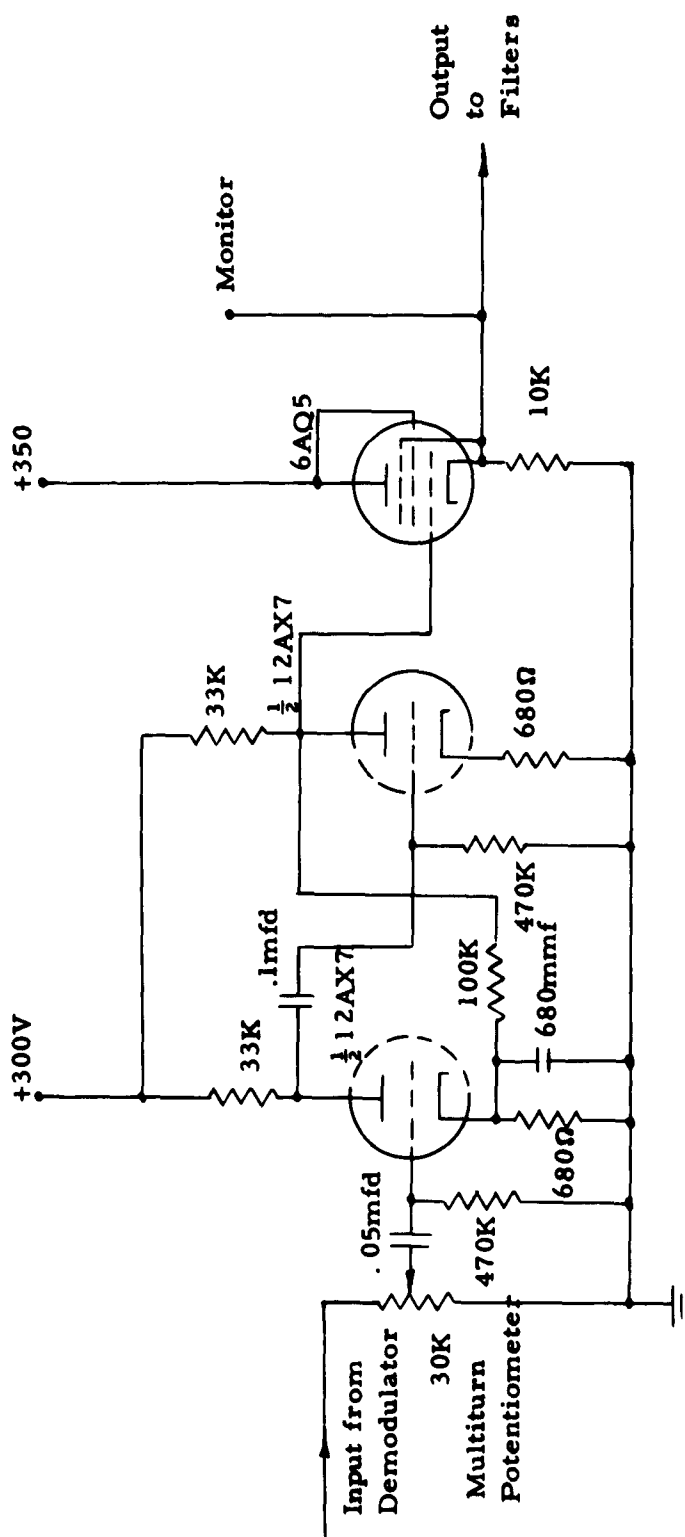 +300V
+350
Monitor
33K
33K
.1mfd
½ 12AX7
½ 12AX7
6AQ5
Output
to
Filters
Input from
Demodulator
30K
Multiturn
Potentiometer
.05mfd
470K
680Ω
680mmf
100K
470K
680Ω
10K